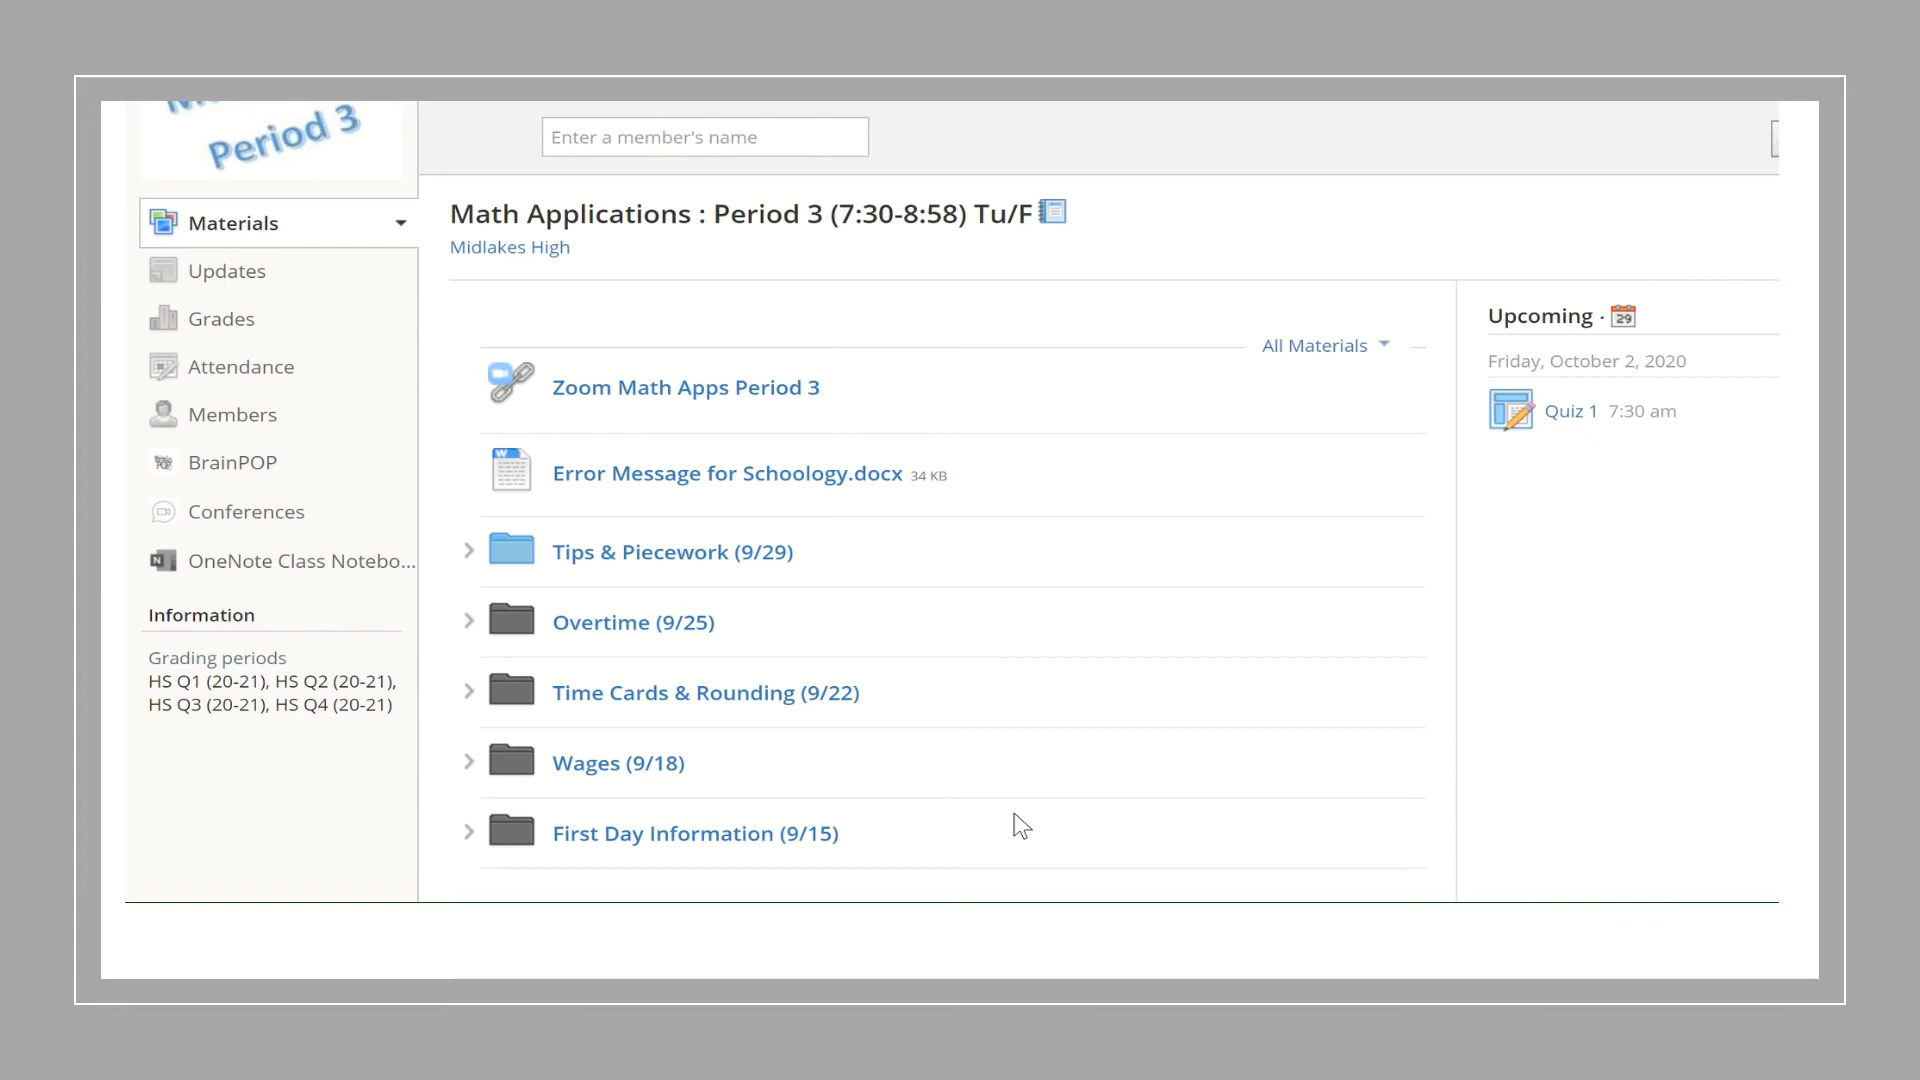 Period 3
Enter a member's name
Materials
Updates
Grades
Attendance
Members
BrainPOP
Conferences
OneNote Class Notebo...
Information
Grading periods
HS Q1 (20-21), HS Q2 (20-21),
HS Q3 (20-21), HS Q4 (20-21)
Math Applications : Period 3 (7:30-8:58) Tu/F
Midlakes High
All Materials
Zoom Math Apps Period 3
Error Message for Schoology.docx 34 KB
Tips & Piecework (9/29)
Overtime (9/25)
Time Cards & Rounding (9/22)
Wages (9/18)
First Day Information (9/15)
Upcoming · 29
Friday, October 2, 2020
Quiz 1 7:30 am